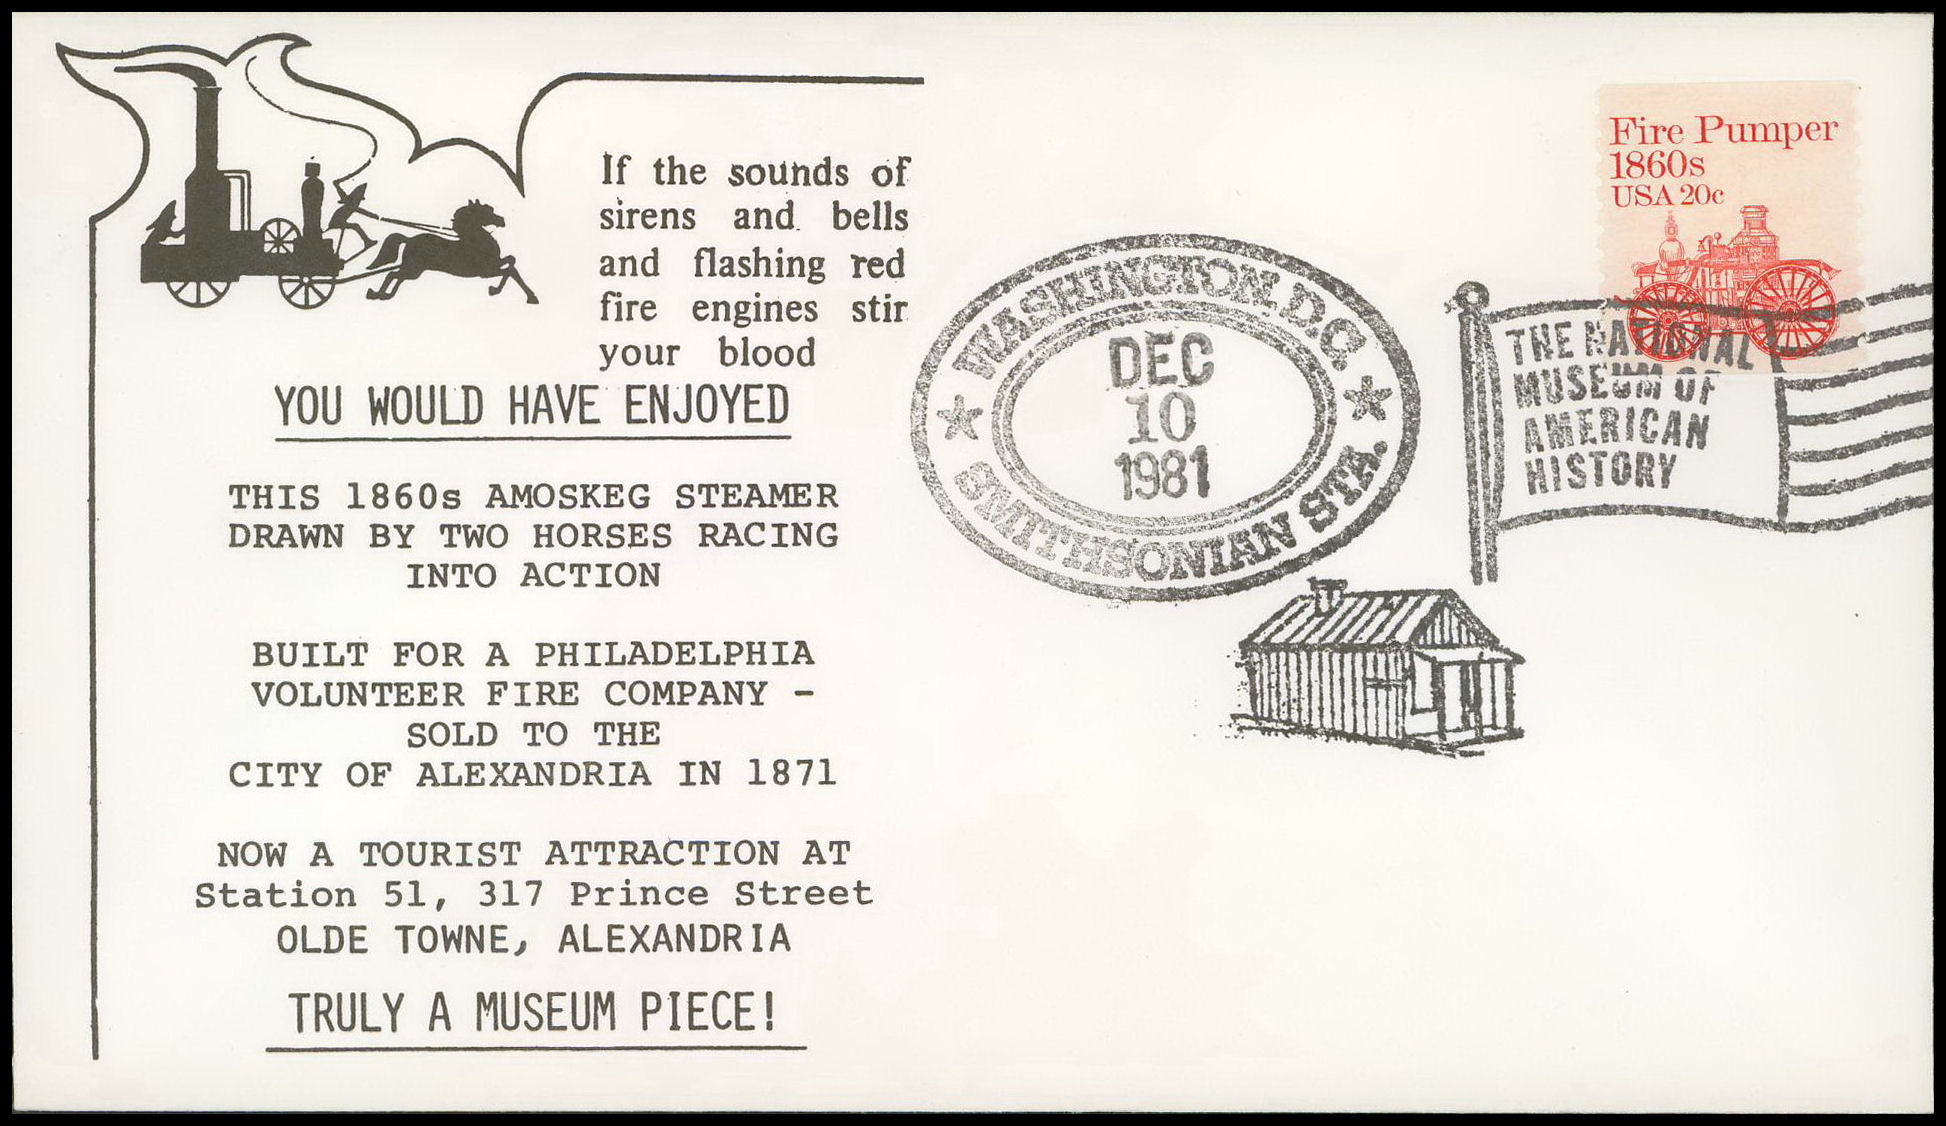 If the sounds of
sirens and bells
and flashing red
fire engines stir
your blood
YOU WOULD HAVE ENJOYED
THIS 1860s AMOSKEG STEAMER
DRAWN BY TWO HORSES RACING
INTO ACTION
BUILT FOR A PHILADELPHIA
VOLUNTEER FIRE COMPANY -
SOLD TO THE
CITY OF ALEXANDRIA IN 1871
NOW A TOURIST ATTRACTION AT
Station 51, 317 Prince Street
OLDE TOWNE, ALEXANDRIA
TRULY A MUSEUM PIECE!
WASHINGTON, D.C.
DEC
10
1981
SMITHSONIAN STA.
Fire Pumper
1860s
USA 20c
THE NATIONAL
MUSEUM OF
AMERICAN
HISTORY